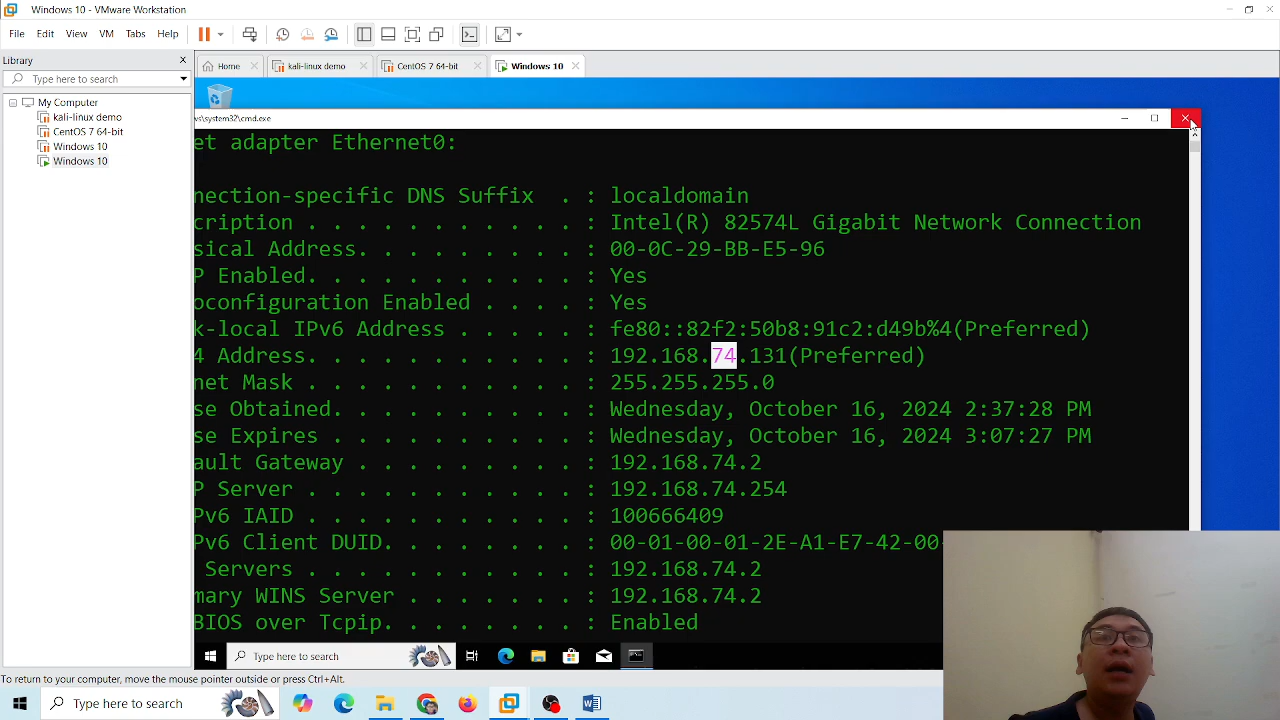 Windows 10 - VMware Workstation
File Edit View VM Tabs Help
Library
Type here to search
My Computer
kali-linux demo
CentOS 7 64-bit
Windows 10
Windows 10
Home kali-linux demo CentOS 7 64-bit Windows 10
vs\system32\cmd.exe
et adapter Ethernet0:
nection-specific DNS Suffix . : localdomain
cription . . . . . . . . . . . : Intel(R) 82574L Gigabit Network Connection
sical Address. . . . . . . . . : 00-0C-29-BB-E5-96
P Enabled. . . . . . . . . . . : Yes
oconfiguration Enabled . . . . : Yes
k-local IPv6 Address . . . . . : fe80::82f2:50b8:91c2:d49b%4(Preferred)
4 Address. . . . . . . . . . . : 192.168.74.131(Preferred)
net Mask . . . . . . . . . . . : 255.255.255.0
se Obtained. . . . . . . . . . : Wednesday, October 16, 2024 2:37:28 PM
se Expires . . . . . . . . . . : Wednesday, October 16, 2024 3:07:27 PM
ault Gateway . . . . . . . . . : 192.168.74.2
P Server . . . . . . . . . . . : 192.168.74.254
Pv6 IAID . . . . . . . . . . . : 100666409
Pv6 Client DUID. . . . . . . . : 00-01-00-01-2E-A1-E7-42-00-
Servers . . . . . . . . . . . : 192.168.74.2
mary WINS Server . . . . . . . : 192.168.74.2
BIOS over Tcpip. . . . . . . . : Enabled
Type here to search
To return to your computer, move the mouse pointer outside or press Ctrl+Alt.
Type here to search